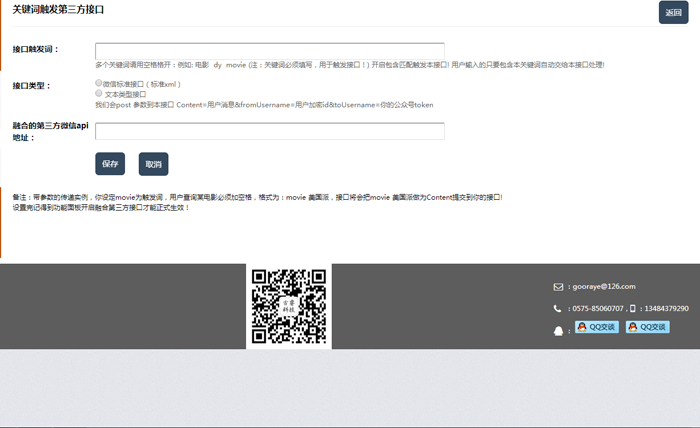 关键词触发第三方接口
返回
接口触发词：
多个关键词请用空格格开：例如: 电影 dy movie (注：关键词必须填写，用于触发接口！) 开启包含匹配触发本接口! 用户输入的只要包含本关键词自动交给本接口处理!
接口类型：
微信标准接口 ( 标准xml )
文本类型接口
我们会post 参数到本接口 Content=用户消息&fromUsername=用户加密id&toUsername=你的公众号token
融合的第三方微信api
地址：
保存
取消
备注：带参数的传递实例，你设定movie为触发词，用户查询某电影必须加空格，格式为：movie 美国派，接口将会把movie 美国派做为Content提交到你的接口!
设置完记得到功能面板开启融合第三方接口才能正式生效！
古睿
科技
：gooraye@126.com
：0575-85060707，：13484379290
：QQ交谈 QQ交谈